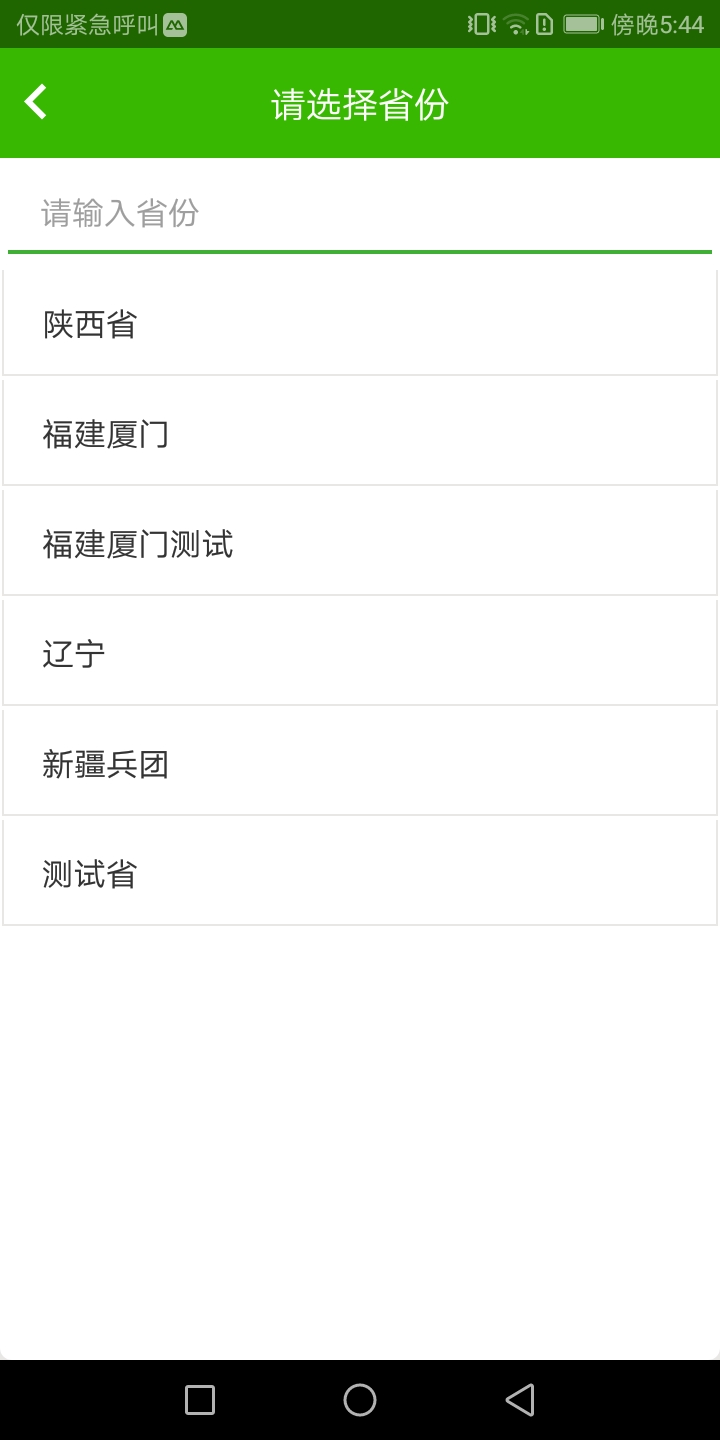 仅限紧急呼叫 傍晚5:44
请选择省份
请输入省份
陕西省
福建厦门
福建厦门测试
辽宁
新疆兵团
测试省